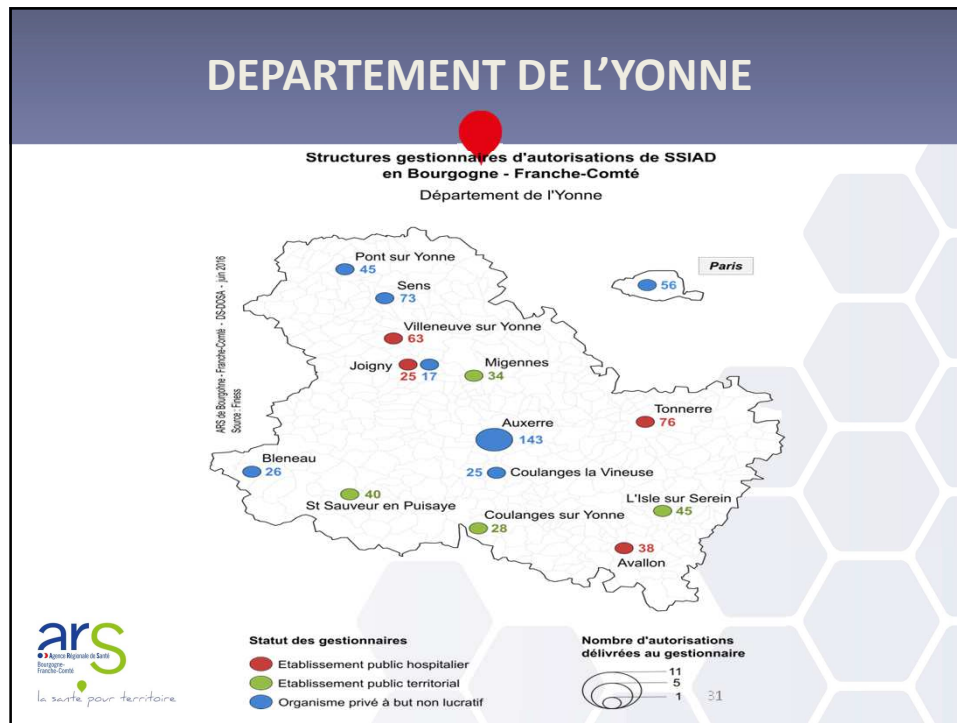 DEPARTEMENT DE L'YONNE
Structures gestionnaires d'autorisations de SSIAD
en Bourgogne - Franche-Comté
Département de l'Yonne
ARS de Bourgogne - Franche-Comté - DS-DOSA - juin 2016
Source : Finess
Pont sur Yonne
45
Sens
73
Paris
56
Villeneuve sur Yonne
63
Joigny
25 17
Migennes
34
Tonnerre
76
Auxerre
143
Bleneau
26
25 Coulanges la Vineuse
40
St Sauveur en Puisaye
L'Isle sur Serein
45
Coulanges sur Yonne
28
38
Avallon
ars
Agence Régionale de Santé
Bourgogne-
Franche-Comté
la santé pour territoire
Statut des gestionnaires
Etablissement public hospitalier
Etablissement public territorial
Organisme privé à but non lucratif
Nombre d'autorisations
délivrées au gestionnaire
11
5
1
31